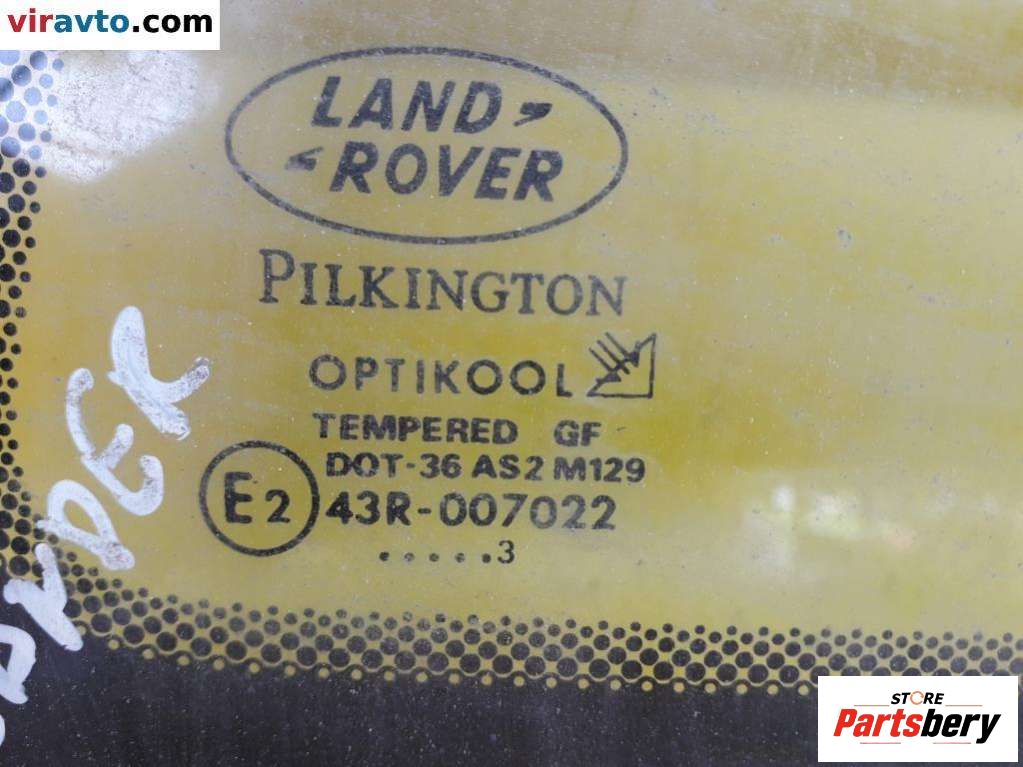 viravto.com
LAND
ROVER
PILKINGTON
OPTIKOOL
TEMPERED GF
DOT-36 AS2 M129
E2 43R-007022
.....3
STORE
Partsbery